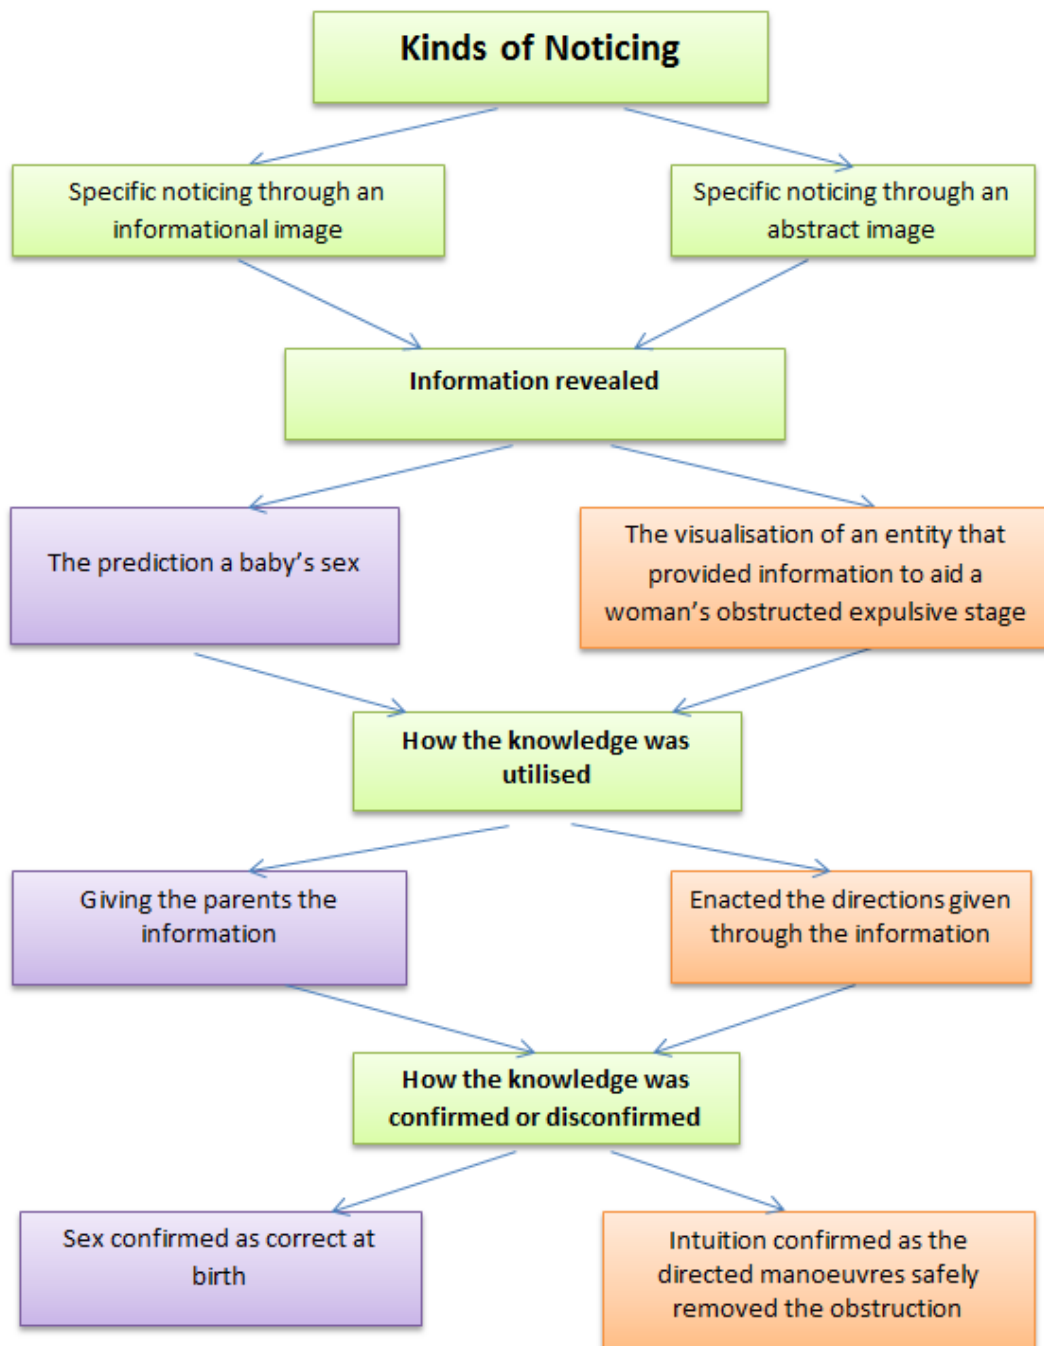 Kinds of Noticing
Specific noticing through an
informational image
Specific noticing through an
abstract image
Information revealed
The prediction a baby's sex
The visualisation of an entity that
provided information to aid a
woman's obstructed expulsive stage
How the knowledge was
utilised
Giving the parents the
information
Enacted the directions given
through the information
How the knowledge was
confirmed or disconfirmed
Sex confirmed as correct at
birth
Intuition confirmed as the
directed manoeuvres safely
removed the obstruction